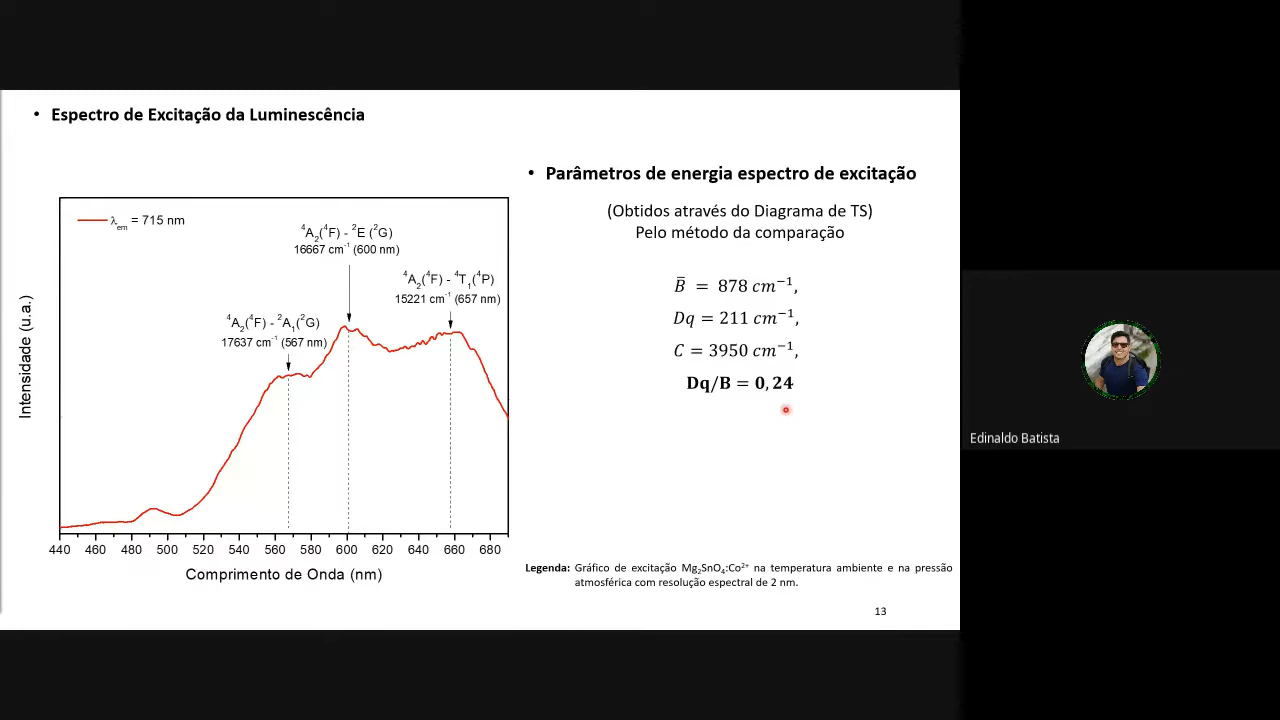 • Espectro de Excitação da Luminescência
• Parâmetros de energia espectro de excitação
(Obtidos através do Diagrama de TS)
Pelo método da comparação
B̅ = 878 cm⁻¹,
Dq = 211 cm⁻¹,
C = 3950 cm⁻¹,
Dq/B = 0,24
λem = 715 nm
⁴A₂(⁴F) - ²E (²G)
16667 cm⁻¹ (600 nm)
⁴A₂(⁴F) - ⁴T₁(⁴P)
15221 cm⁻¹ (657 nm)
⁴A₂(⁴F) - ²A₁(²G)
17637 cm⁻¹ (567 nm)
Intensidade (u.a.)
440 460 480 500 520 540 560 580 600 620 640 660 680
Comprimento de Onda (nm)
Legenda: Gráfico de excitação Mg₂SnO₄:Co²⁺ na temperatura ambiente e na pressão
atmosférica com resolução espectral de 2 nm.
13
Edinaldo Batista